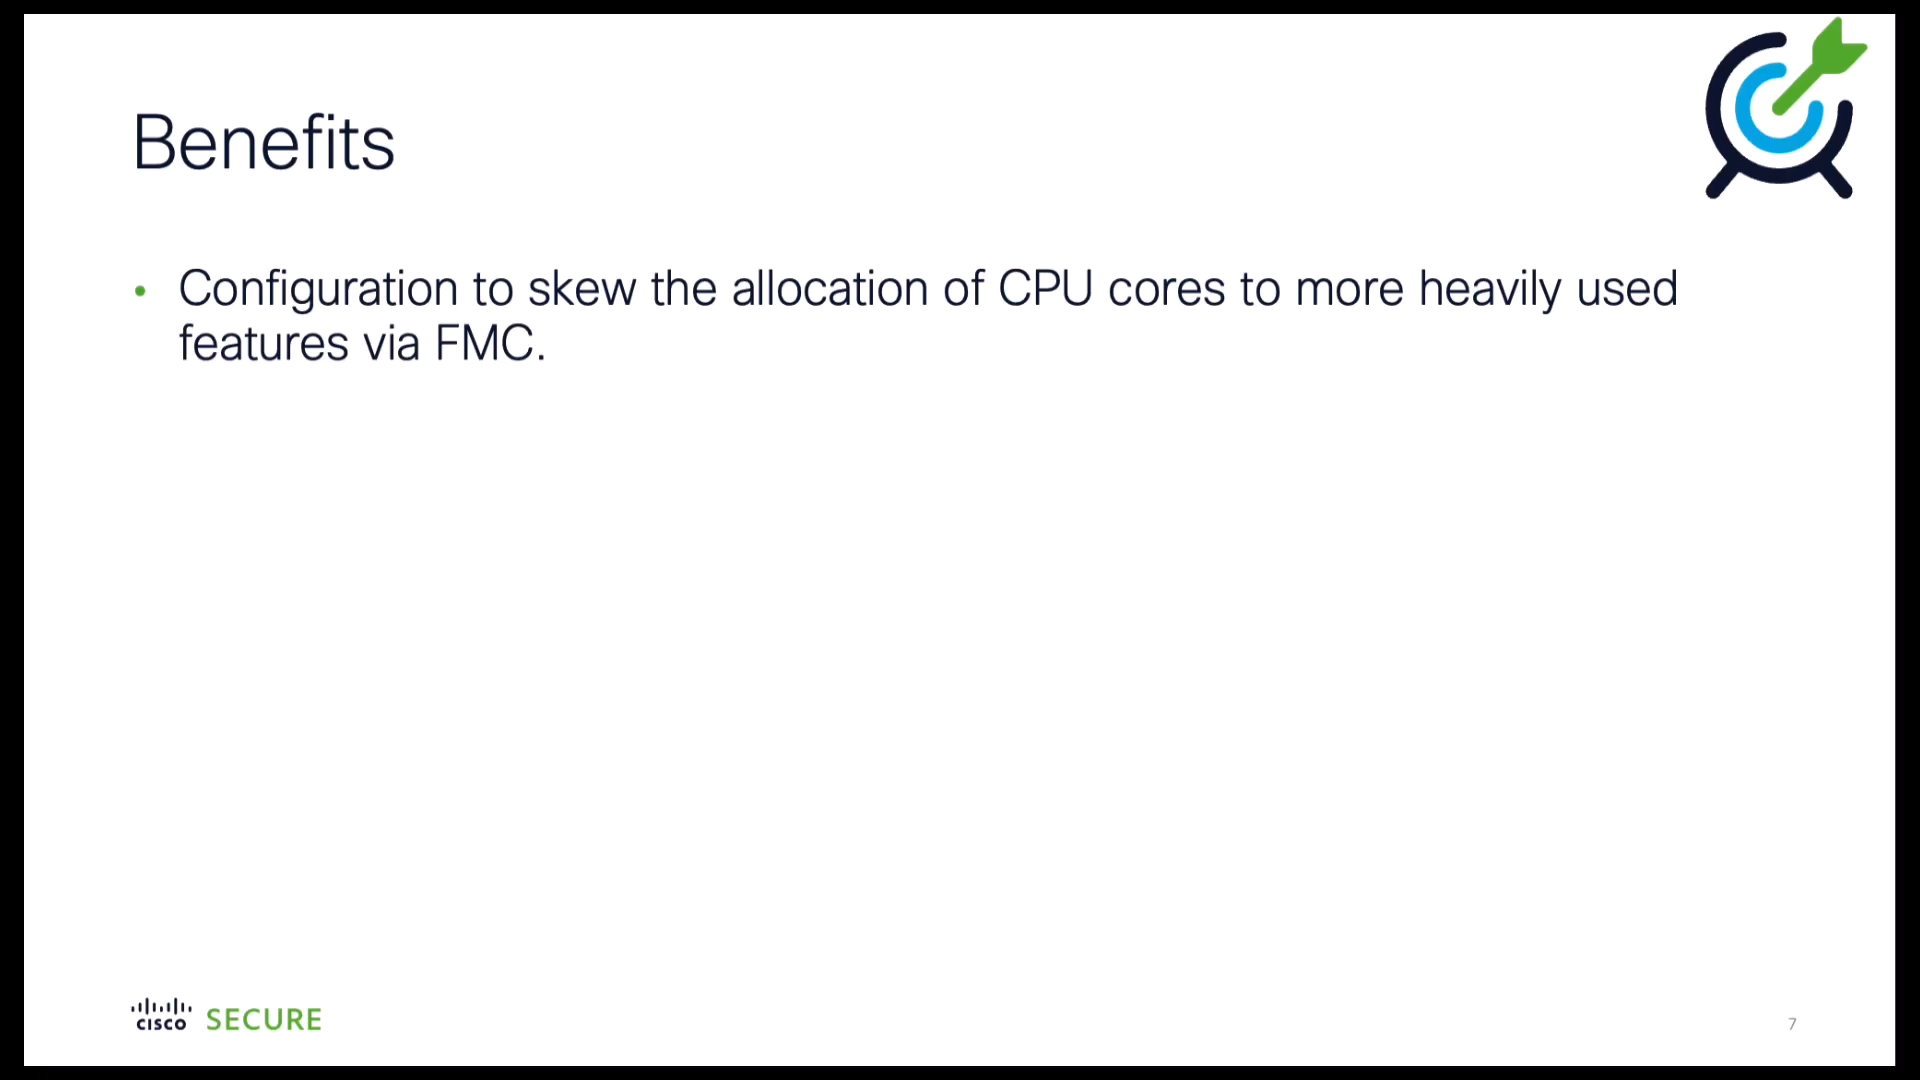 Benefits
• Configuration to skew the allocation of CPU cores to more heavily used
features via FMC.
CISCO SECURE
7